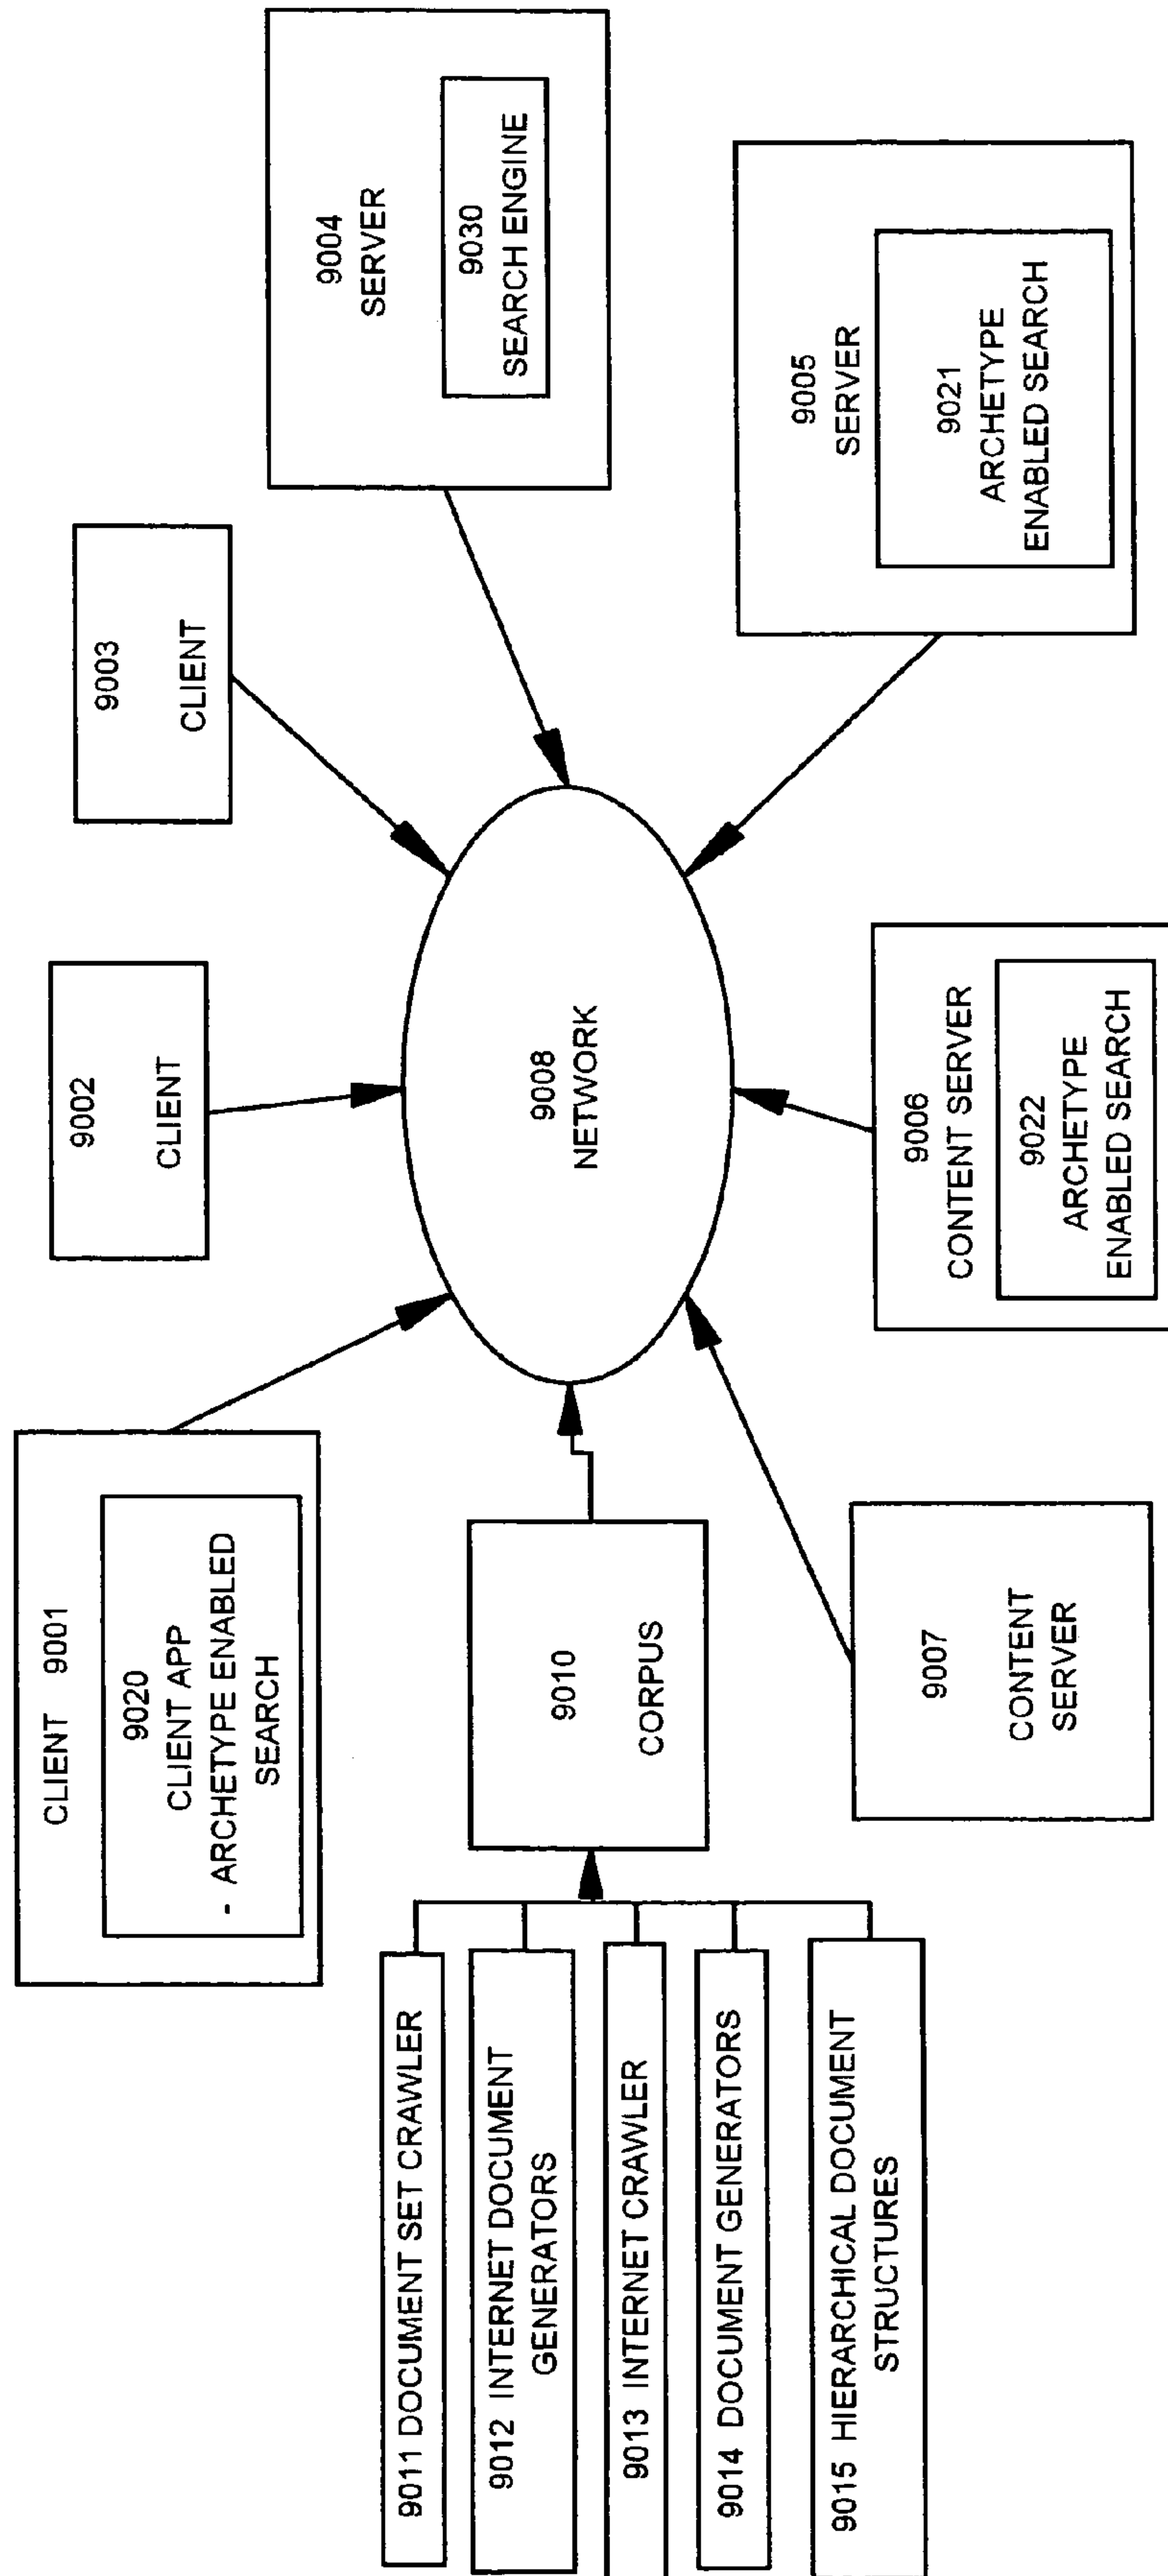 CLIENT 9001
9020
CLIENT APP
- ARCHETYPE ENABLED
SEARCH
9002
CLIENT
9003
CLIENT
9004
SERVER
9030
SEARCH ENGINE
9011 DOCUMENT SET CRAWLER
9012 INTERNET DOCUMENT
GENERATORS
9013 INTERNET CRAWLER
9014 DOCUMENT GENERATORS
9015 HIERARCHICAL DOCUMENT
STRUCTURES
9010
CORPUS
9008
NETWORK
9007
CONTENT
SERVER
9006
CONTENT SERVER
9022
ARCHETYPE
ENABLED SEARCH
9005
SERVER
9021
ARCHETYPE
ENABLED SEARCH